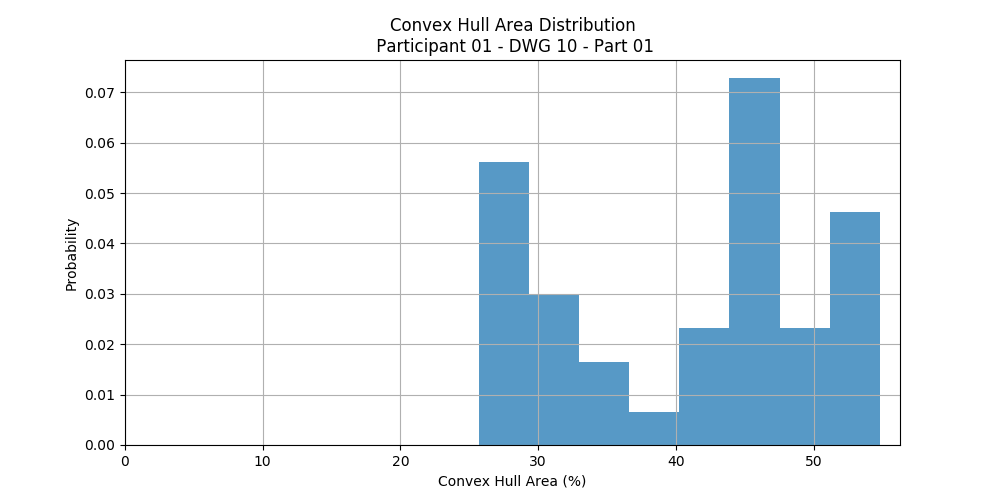 Convex Hull Area Distribution
Participant 01 - DWG 10 - Part 01
Probability
0.07
0.06
0.05
0.04
0.03
0.02
0.01
0.00
0 10 20 30 40 50
Convex Hull Area (%)